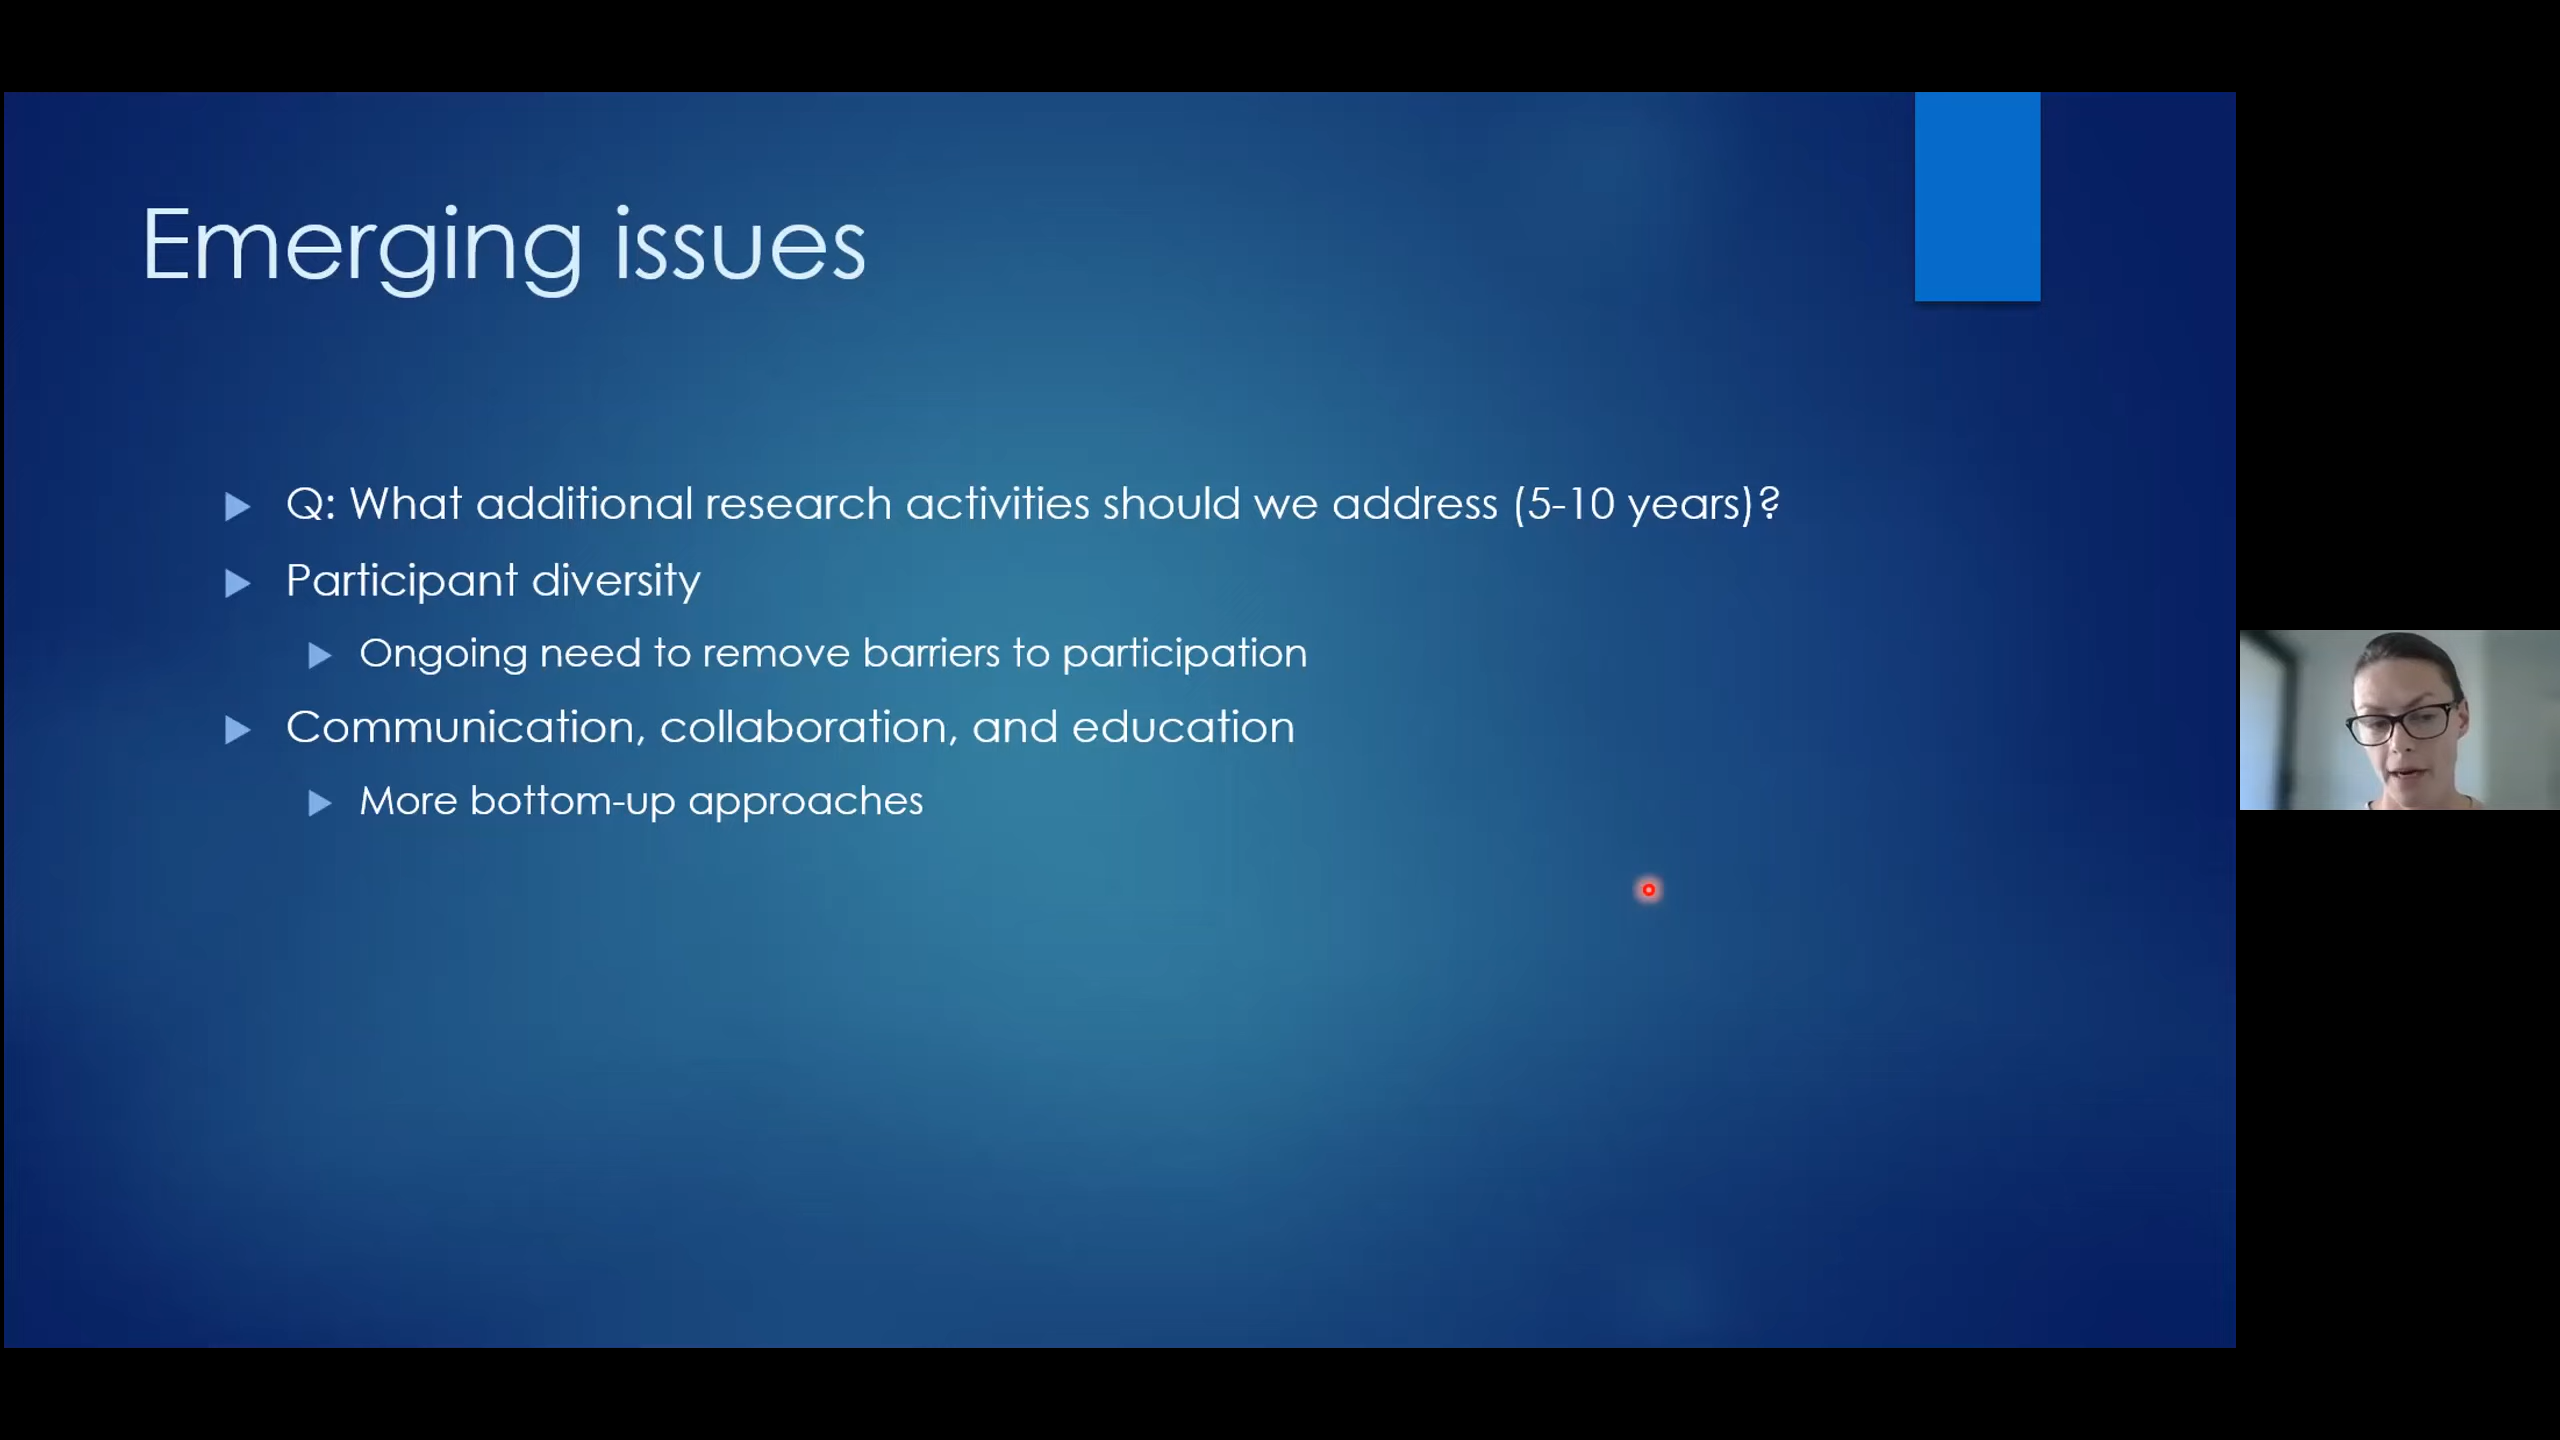 Emerging issues
Q: What additional research activities should we address (5-10 years)?
Participant diversity
Ongoing need to remove barriers to participation
Communication, collaboration, and education
More bottom-up approaches